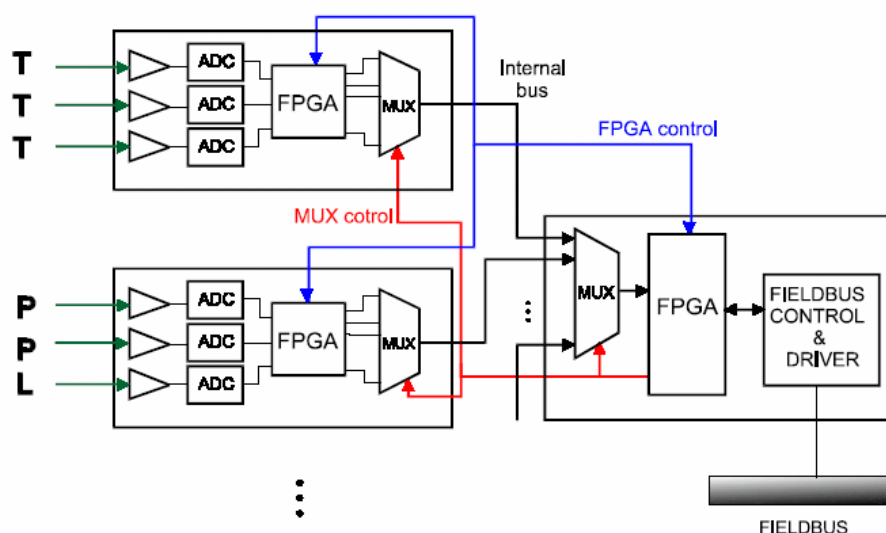 T
T
T
ADC
ADC
ADC
FPGA
MUX
Internal
bus
FPGA control
MUX cotrol
P
P
L
ADC
ADC
ADC
FPGA
MUX
MUX
FPGA
FIELDBUS
CONTROL
&
DRIVER
FIELDBUS